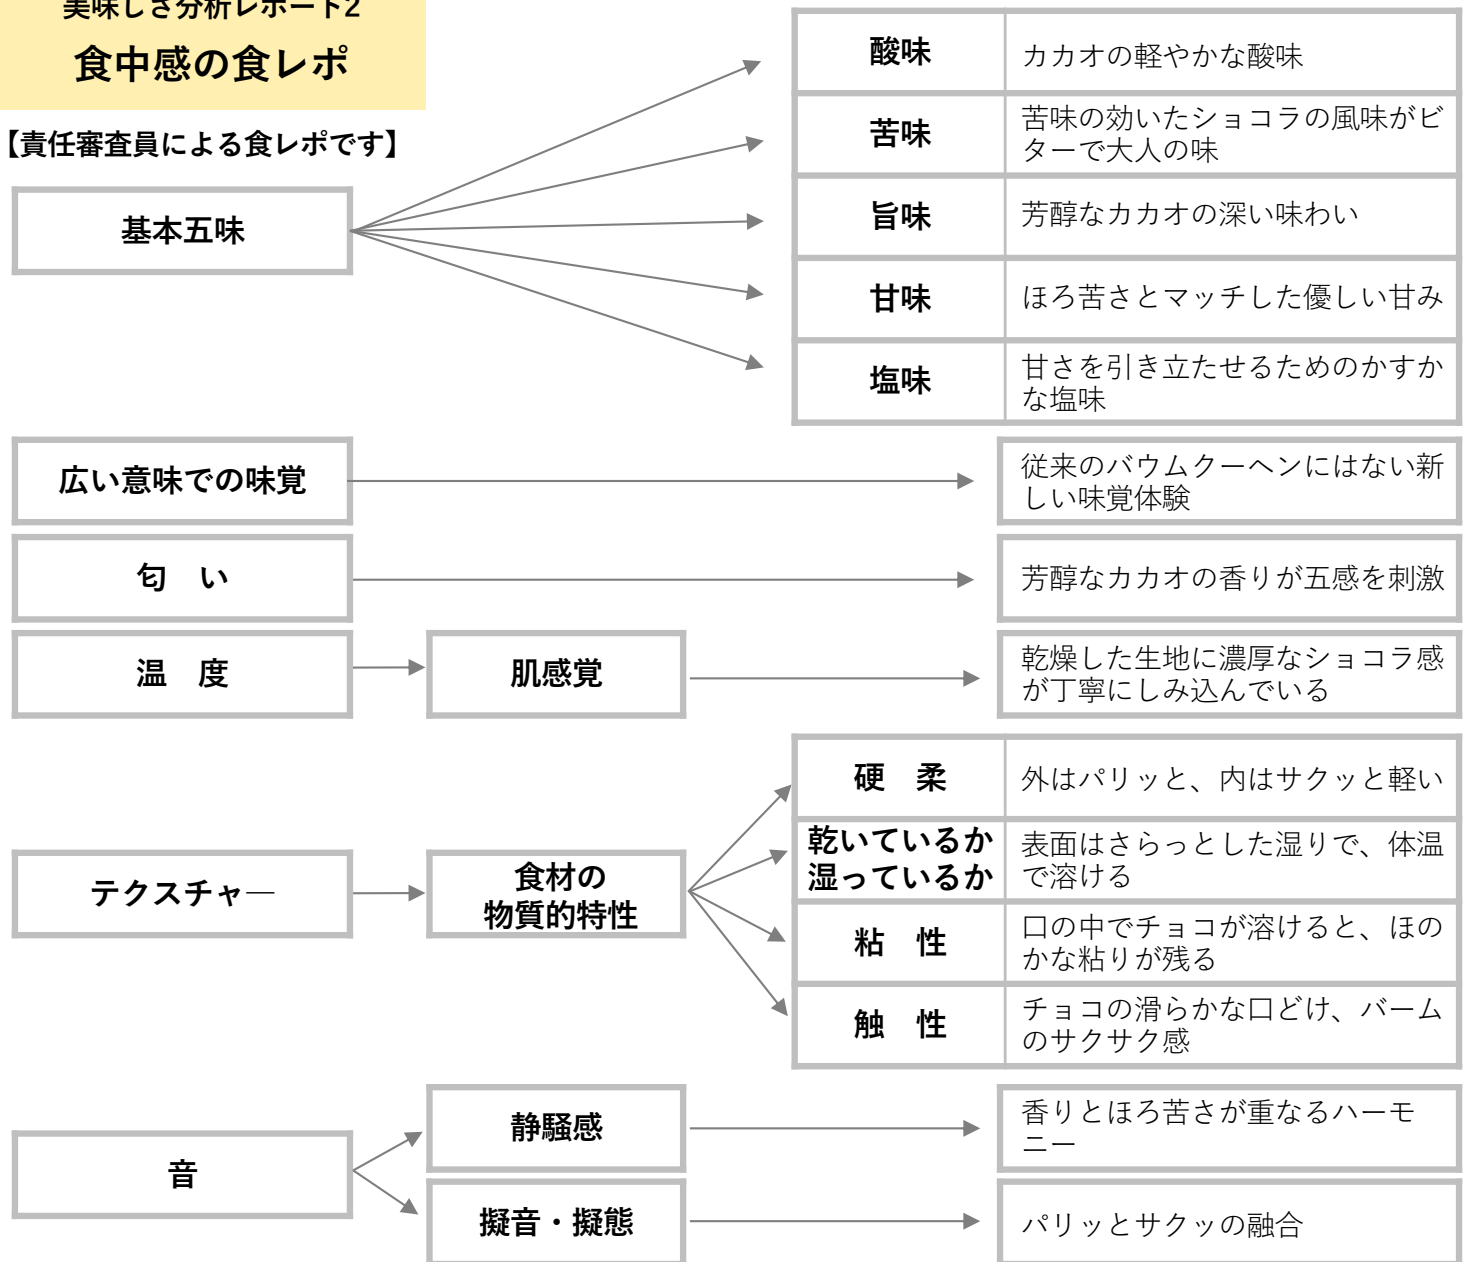 美味しさ分析レポート2
食中感の食レポ
【責任審査員による食レポです】
基本五味
酸味
カカオの軽やかな酸味
苦味
苦味の効いたショコラの風味がビ
ターで大人の味
旨味
芳醇なカカオの深い味わい
甘味
ほろ苦さとマッチした優しい甘み
塩味
甘さを引き立たせるためのかすか
な塩味
広い意味での味覚
従来のバウムクーヘンにはない新
しい味覚体験
匂　い
芳醇なカカオの香りが五感を刺激
温　度
肌感覚
乾燥した生地に濃厚なショコラ感
が丁寧にしみ込んでいる
テクスチャ―
食材の
物質的特性
硬　柔
外はパリッと、内はサクッと軽い
乾いているか
湿っているか
表面はさらっとした湿りで、体温
で溶ける
粘　性
口の中でチョコが溶けると、ほの
かな粘りが残る
触　性
チョコの滑らかな口どけ、バーム
のサクサク感
音
静騒感
香りとほろ苦さが重なるハーモ
ニー
擬音・擬態
パリッとサクッの融合